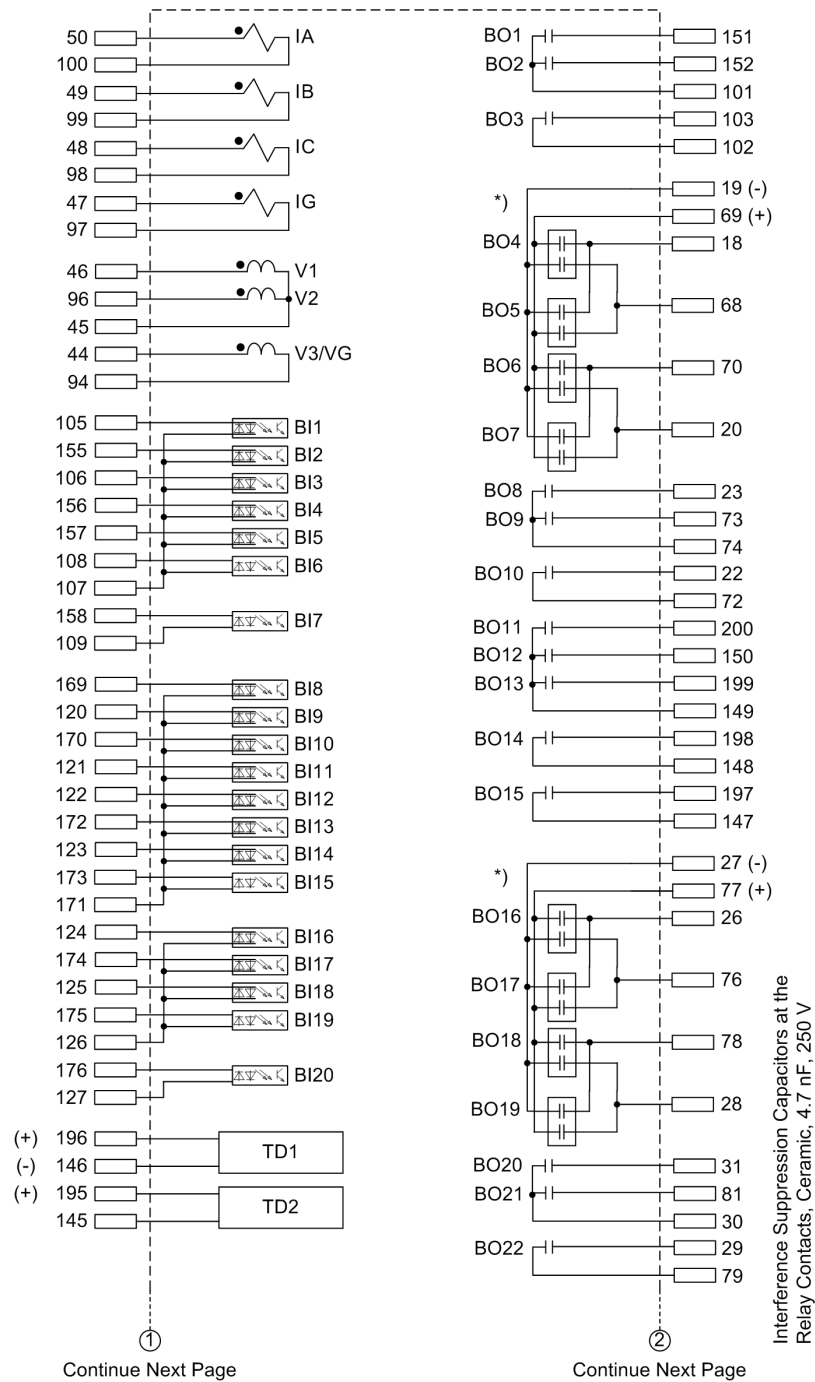 50 IA
100
49 IB
99
48 IC
98
47 IG
97
46 V1
96 V2
45
44 V3/VG
94
105 BI1
155 BI2
106 BI3
156 BI4
157 BI5
108 BI6
107
158 BI7
109
169 BI8
120 BI9
170 BI10
121 BI11
122 BI12
172 BI13
123 BI14
173 BI15
171
124 BI16
174 BI17
125 BI18
175 BI19
126
176 BI20
127
(+) 196 TD1
(-) 146
(+) 195 TD2
145
1
Continue Next Page
BO1 151
BO2 152
101
BO3 103
102
*) 19 (-)
69 (+)
BO4 18
BO5 68
BO6 70
BO7 20
BO8 23
BO9 73
74
BO10 22
72
BO11 200
BO12 150
BO13 199
149
BO14 198
148
BO15 197
147
*) 27 (-)
77 (+)
BO16 26
BO17 76
BO18 78
BO19 28
BO20 31
BO21 81
30
BO22 29
79
2
Continue Next Page
Interference Suppression Capacitors at the
Relay Contacts, Ceramic, 4.7 nF, 250 V